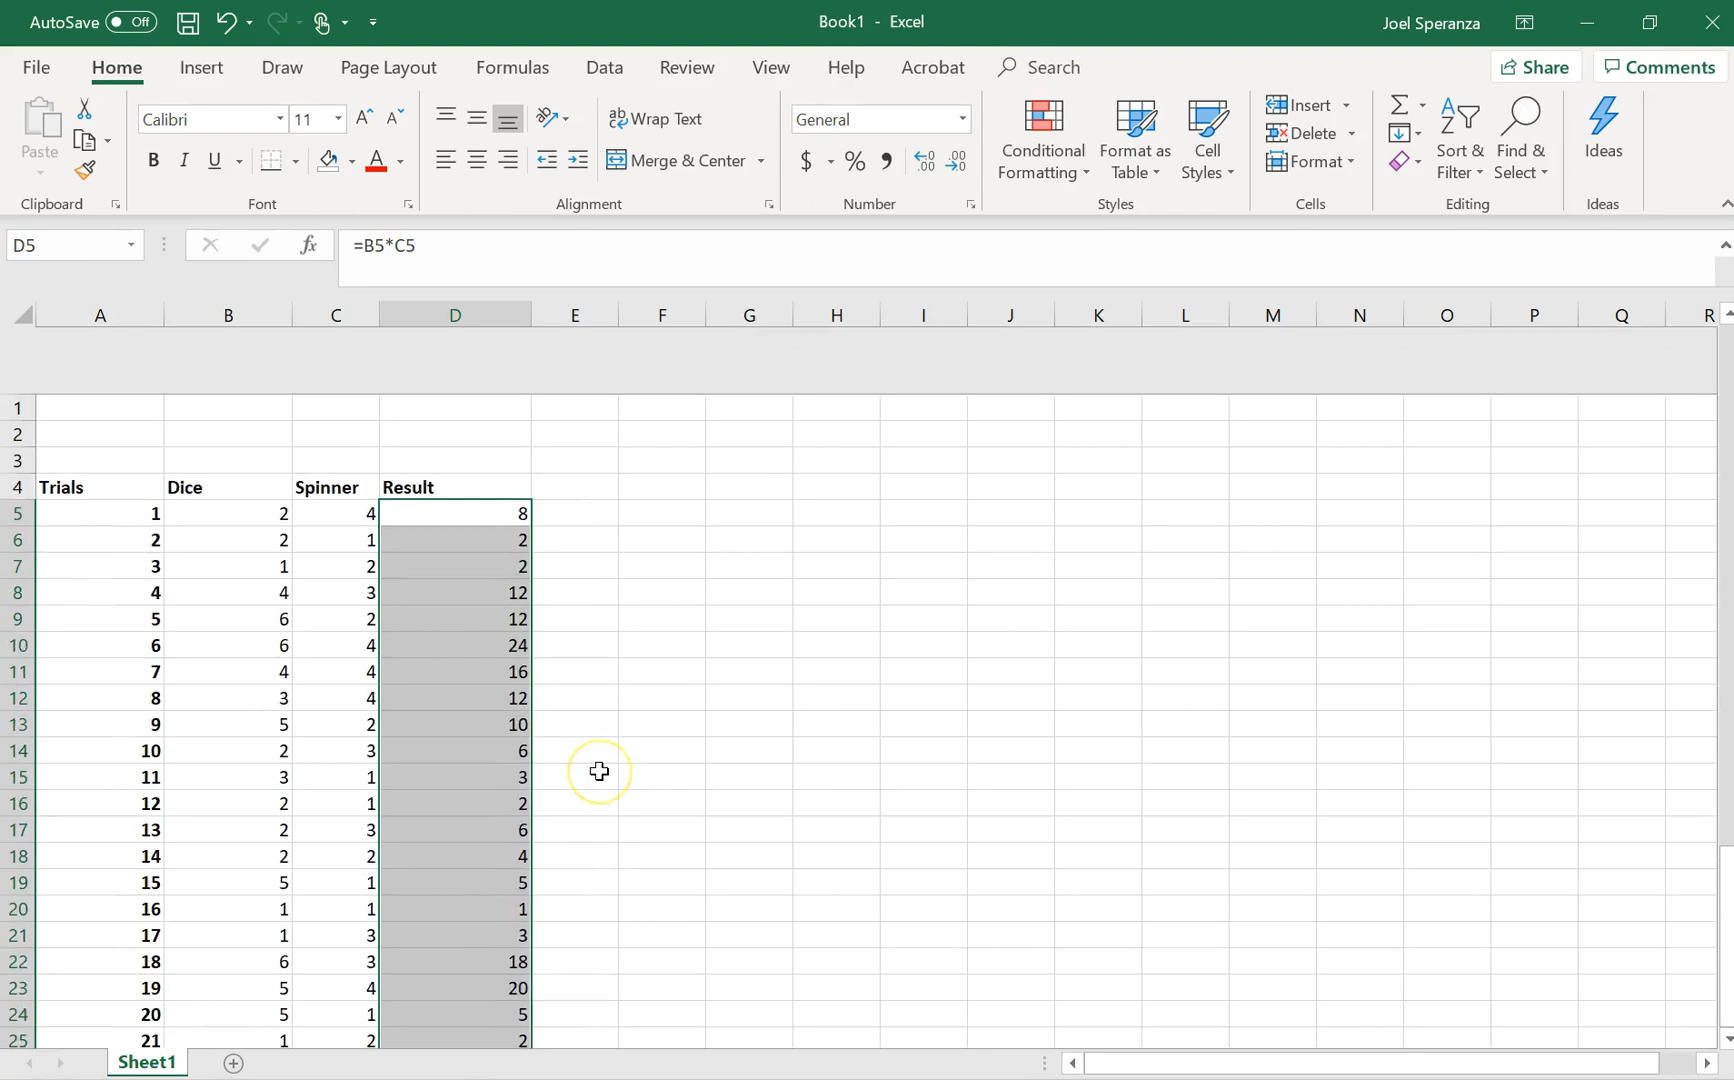 AutoSave Off Book1 - Excel Joel Speranza
File Home Insert Draw Page Layout Formulas Data Review View Help Acrobat Search Share Comments
Paste
Clipboard
Calibri 11
B I U A
Font
ab Wrap Text
Merge & Center
Alignment
General
$ % 9 .00 .00
Number
Conditional Formatting
Format as Table
Cell Styles
Styles
Insert
Delete
Format
Cells
Sort & Filter
Find & Select
Editing
Ideas
Ideas
D5 fx =B5*C5
A B C D E F G H I J K L M N O P Q R
1
2
3
4 Trials Dice Spinner Result
5 1 2 4 8
6 2 2 1 2
7 3 1 2 2
8 4 4 3 12
9 5 6 2 12
10 6 6 4 24
11 7 4 4 16
12 8 3 4 12
13 9 5 2 10
14 10 2 3 6
15 11 3 1 3
16 12 2 1 2
17 13 2 3 6
18 14 2 2 4
19 15 5 1 5
20 16 1 1 1
21 17 1 3 3
22 18 6 3 18
23 19 5 4 20
24 20 5 1 5
25 21 1 2 2
Sheet1